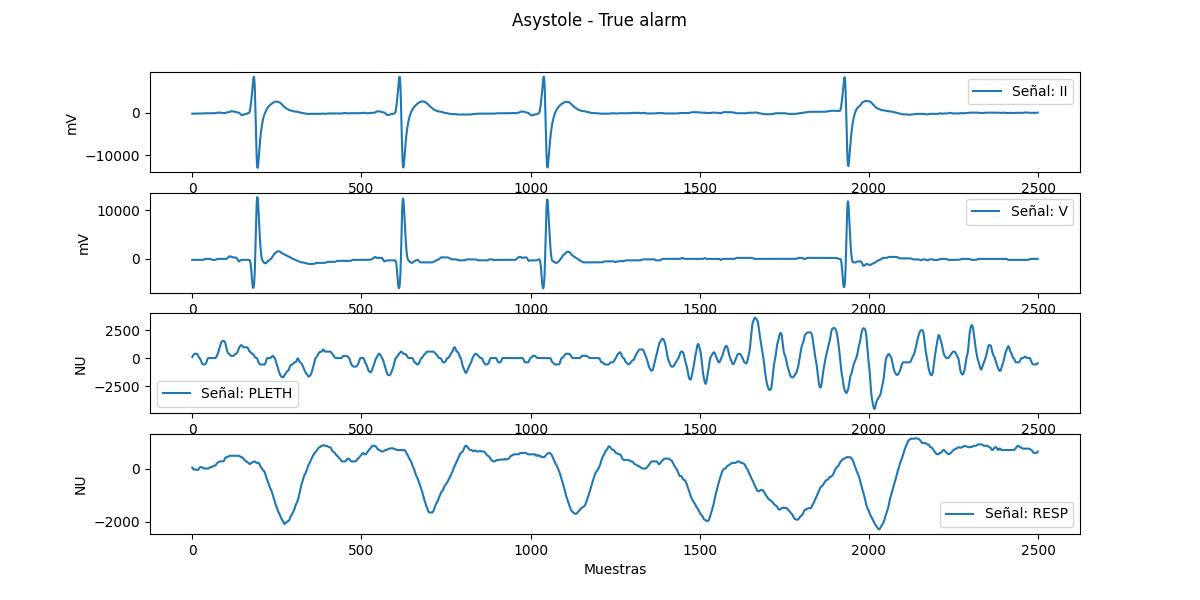 Asystole - True alarm
0
−10000
mV
Señal: II
0 500 1000 1500 2000 2500
10000
0
mV
Señal: V
0 500 1000 1500 2000 2500
2500
0
−2500
NU
Señal: PLETH
0 500 1000 1500 2000 2500
0
−2000
NU
Señal: RESP
0 500 1000 1500 2000 2500
Muestras